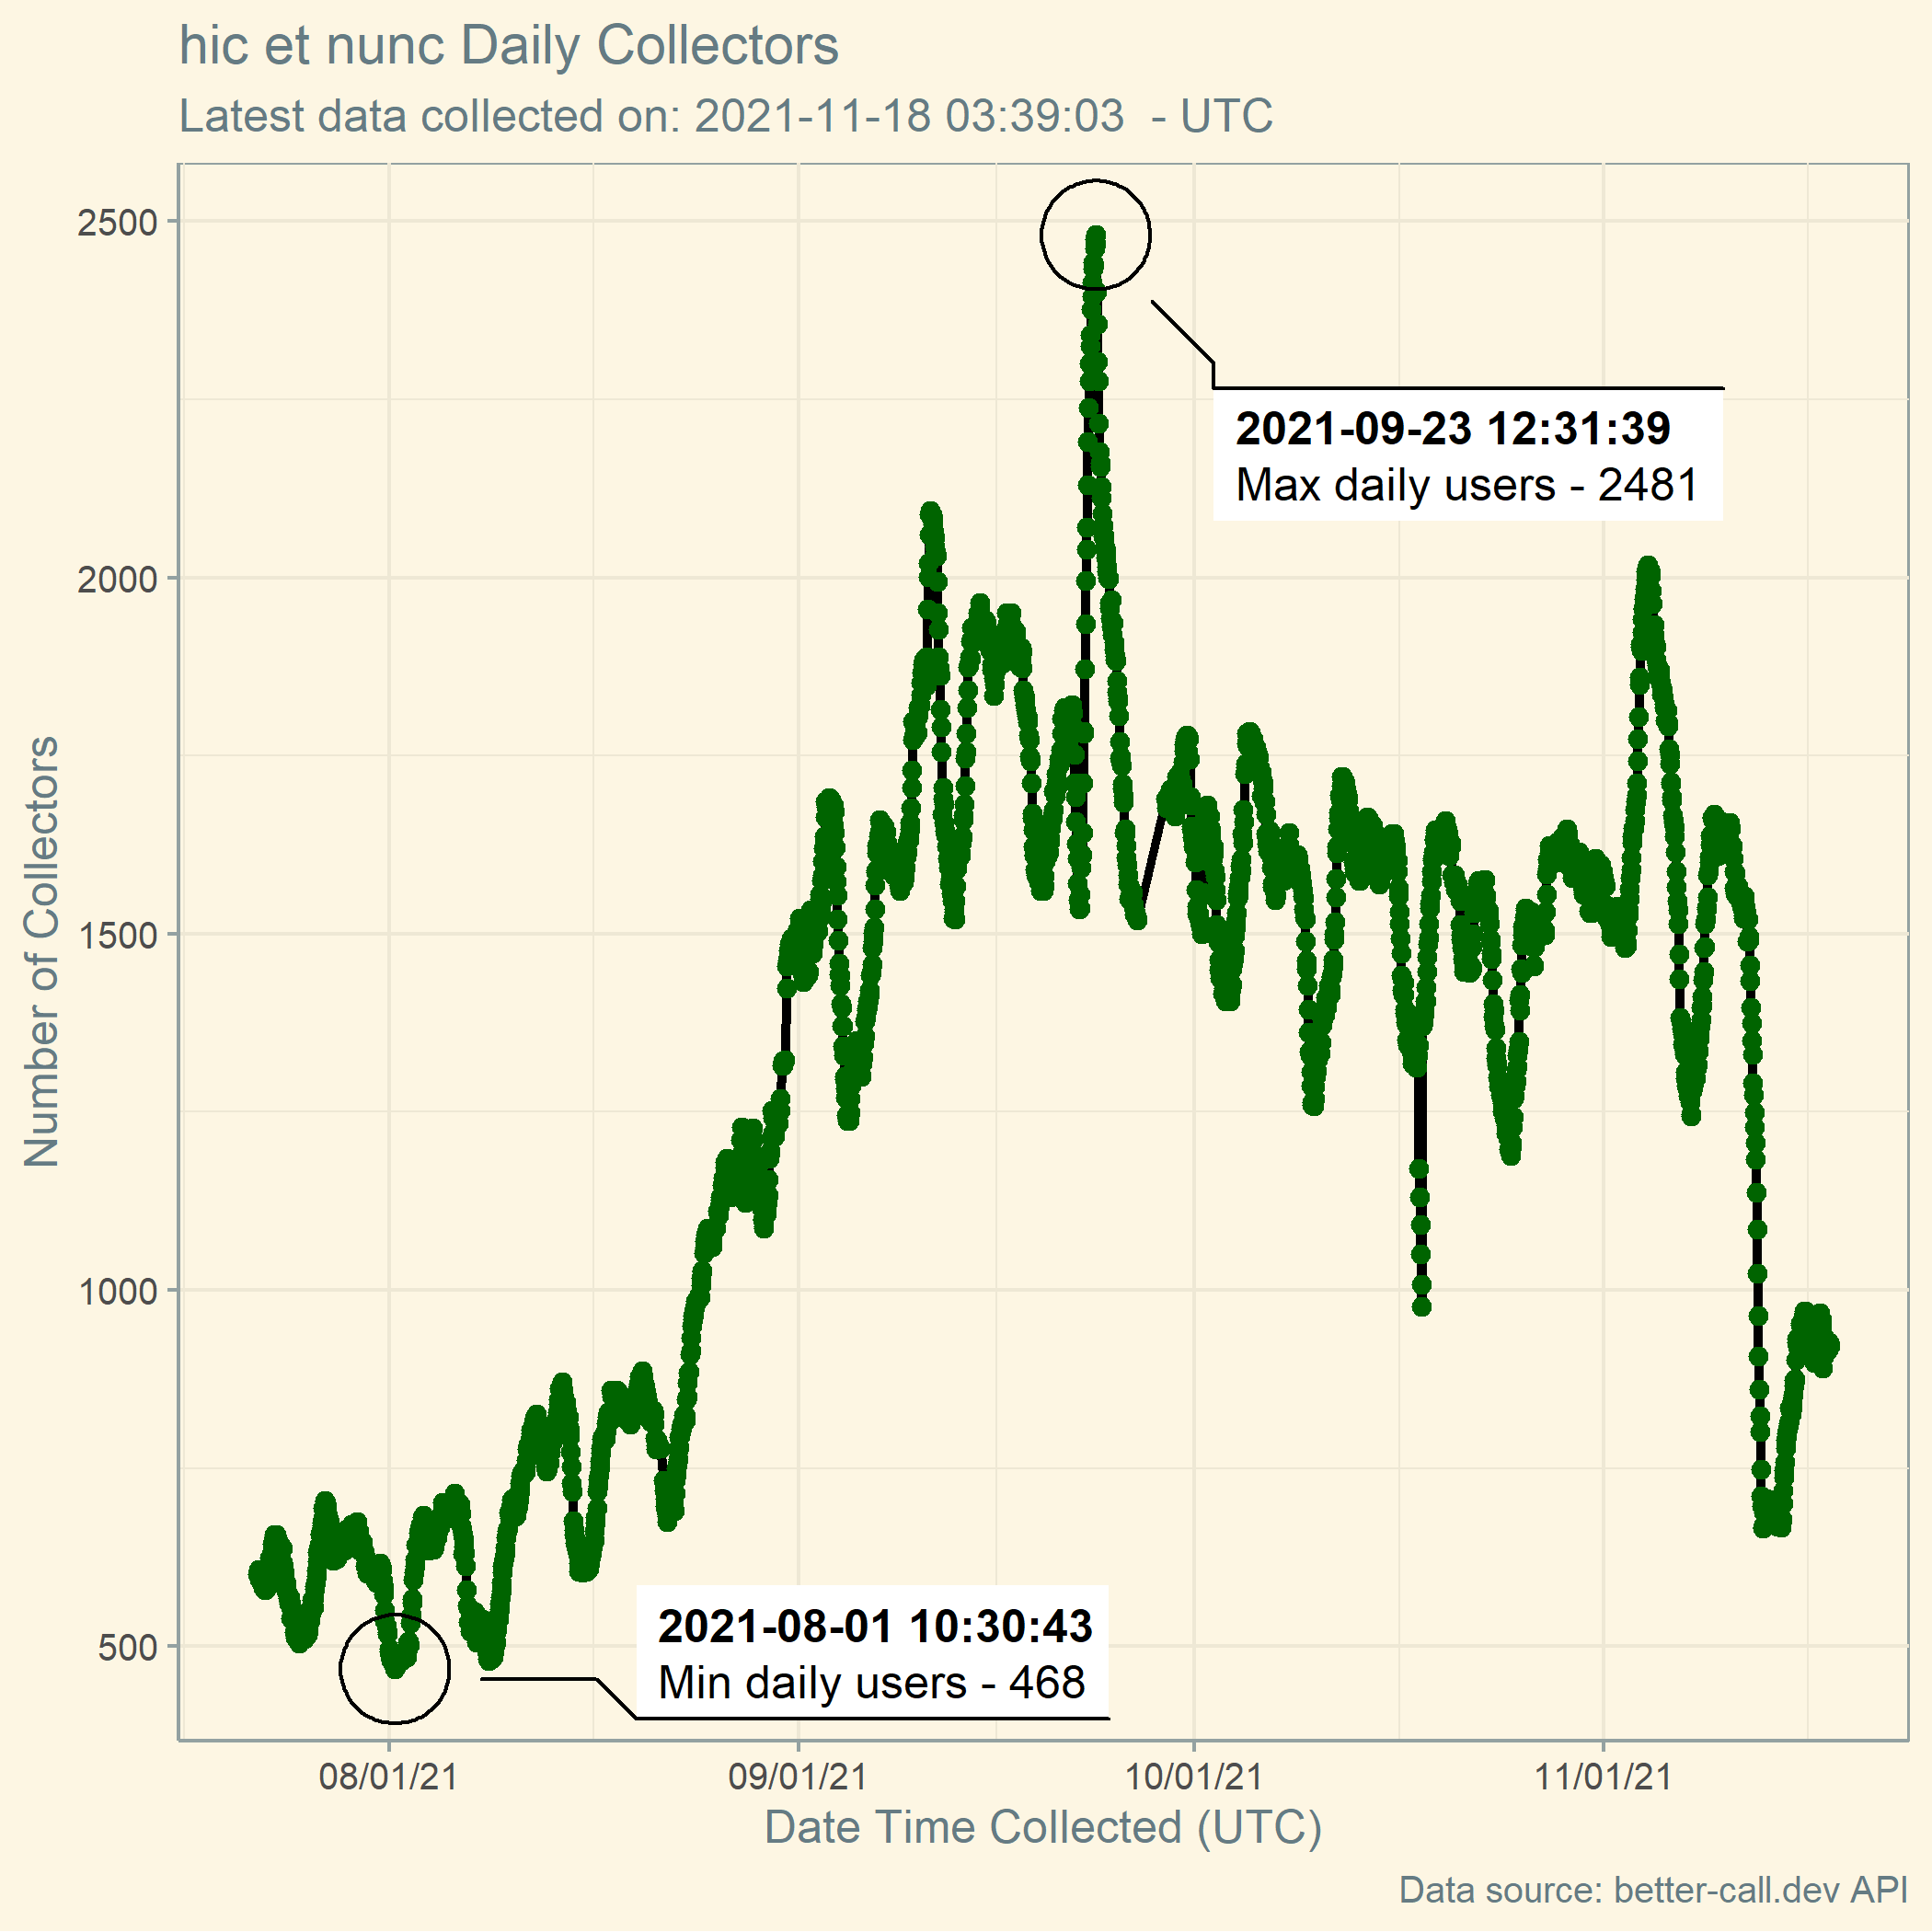 hic et nunc Daily Collectors
Latest data collected on: 2021-11-18 03:39:03  - UTC
Number of Collectors
2500
2000
1500
1000
500
2021-09-23 12:31:39
Max daily users - 2481
2021-08-01 10:30:43
Min daily users - 468
08/01/21 09/01/21 10/01/21 11/01/21
Date Time Collected (UTC)
Data source: better-call.dev API